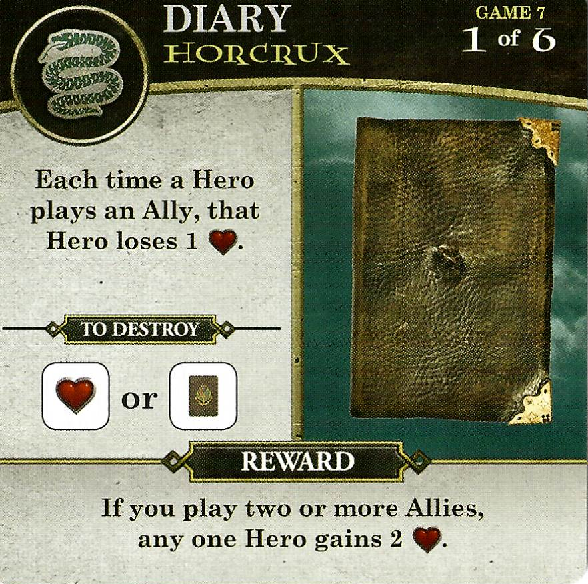 DIARY
HORCRUX
GAME 7
1 of 6
Each time a Hero
plays an Ally, that
Hero loses 1 .
TO DESTROY
or
REWARD
If you play two or more Allies,
any one Hero gains 2 .